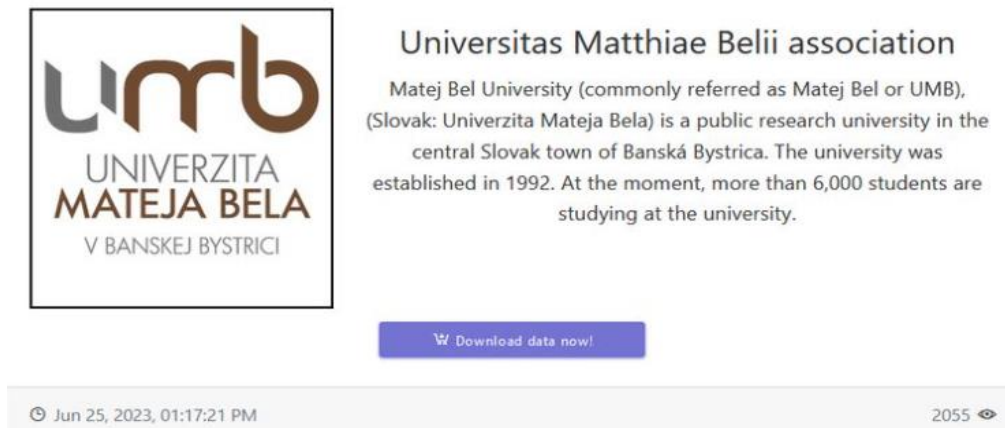 umb
UNIVERZITA
MATEJA BELA
V BANSKEJ BYSTRICI
Universitas Matthiae Belii association
Matej Bel University (commonly referred as Matej Bel or UMB),
(Slovak: Univerzita Mateja Bela) is a public research university in the
central Slovak town of Banská Bystrica. The university was
established in 1992. At the moment, more than 6,000 students are
studying at the university.
Download data now!
Jun 25, 2023, 01:17:21 PM
2055